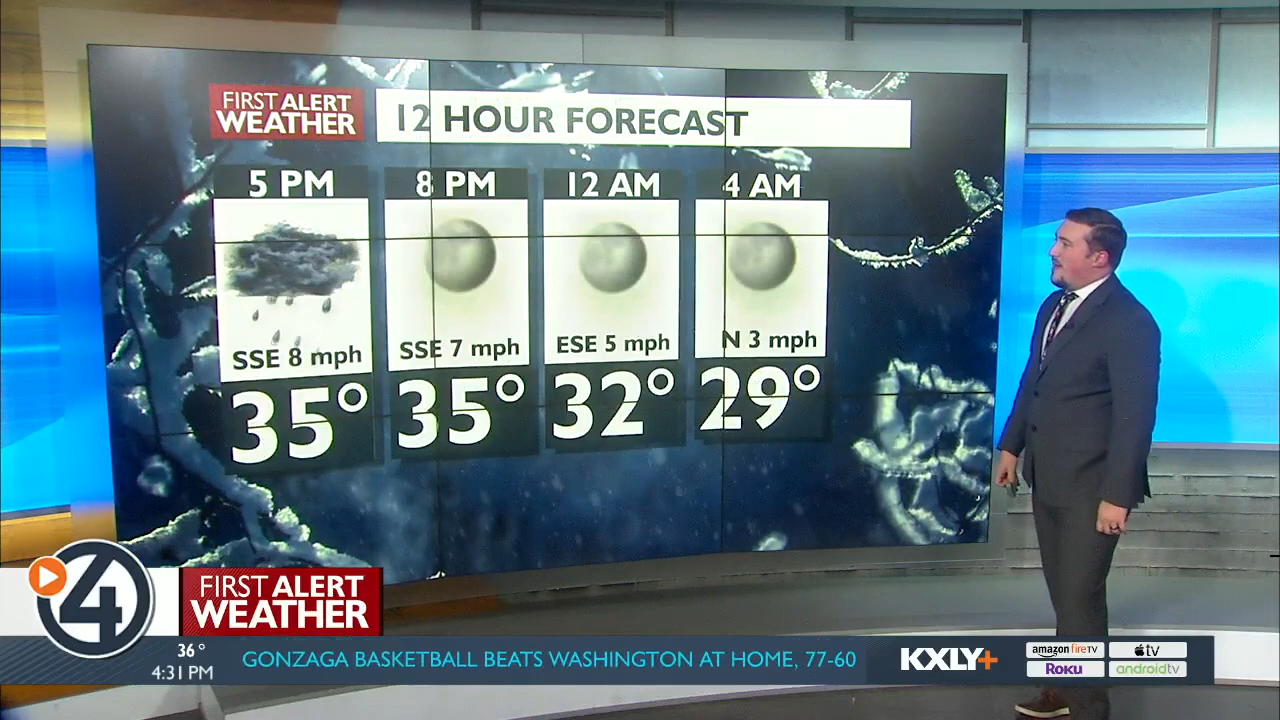 FIRST ALERT
WEATHER
12 HOUR FORECAST
5 PM
8 PM
12 AM
4 AM
SSE 8 mph
SSE 7 mph
ESE 5 mph
N 3 mph
35°
35°
32°
29°
4
FIRST ALERT
WEATHER
36°
4:31 PM
GONZAGA BASKETBALL BEATS WASHINGTON AT HOME, 77-60
KXLY+
amazon fireTV
tv
ROKU
androidtv